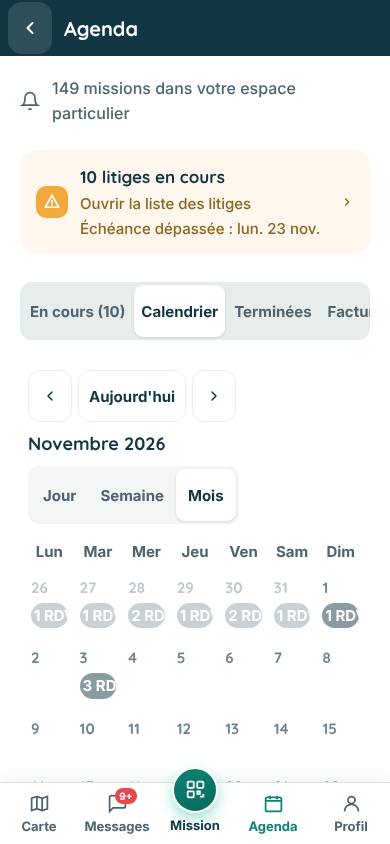 Agenda
149 missions dans votre espace
particulier
10 litiges en cours
Ouvrir la liste des litiges
Échéance dépassée : lun. 23 nov.
En cours (10) Calendrier Terminées Factu
Aujourd'hui
Novembre 2026
Jour Semaine Mois
Lun Mar Mer Jeu Ven Sam Dim
26 27 28 29 30 31 1
1 RD 1 RD 2 RD 1 RD 2 RD 1 RD 1 RD
2 3 4 5 6 7 8
3 RD
9 10 11 12 13 14 15
9+
Carte Messages Mission Agenda Profil